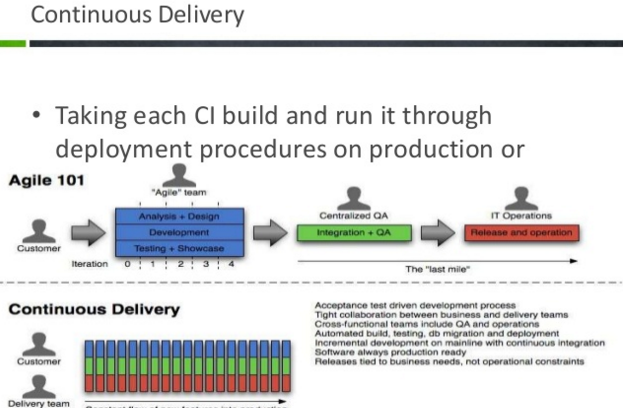 Continuous Delivery
• Taking each CI build and run it through
deployment procedures on production or
Agile 101
"Agile" team
Customer
Analysis + Design
Development
Testing + Showcase
Iteration 0 1 2 3 4
Centralized QA
Integration + QA
IT Operations
Release and operation
The "last mile"
Continuous Delivery
Customer
Delivery team
Acceptance test driven development process
Tight collaboration between business and delivery teams
Cross-functional teams include QA and operations
Automated build, testing, db migration and deployment
Incremental development on mainline with continuous integration
Software always production ready
Releases tied to business needs, not operational constraints